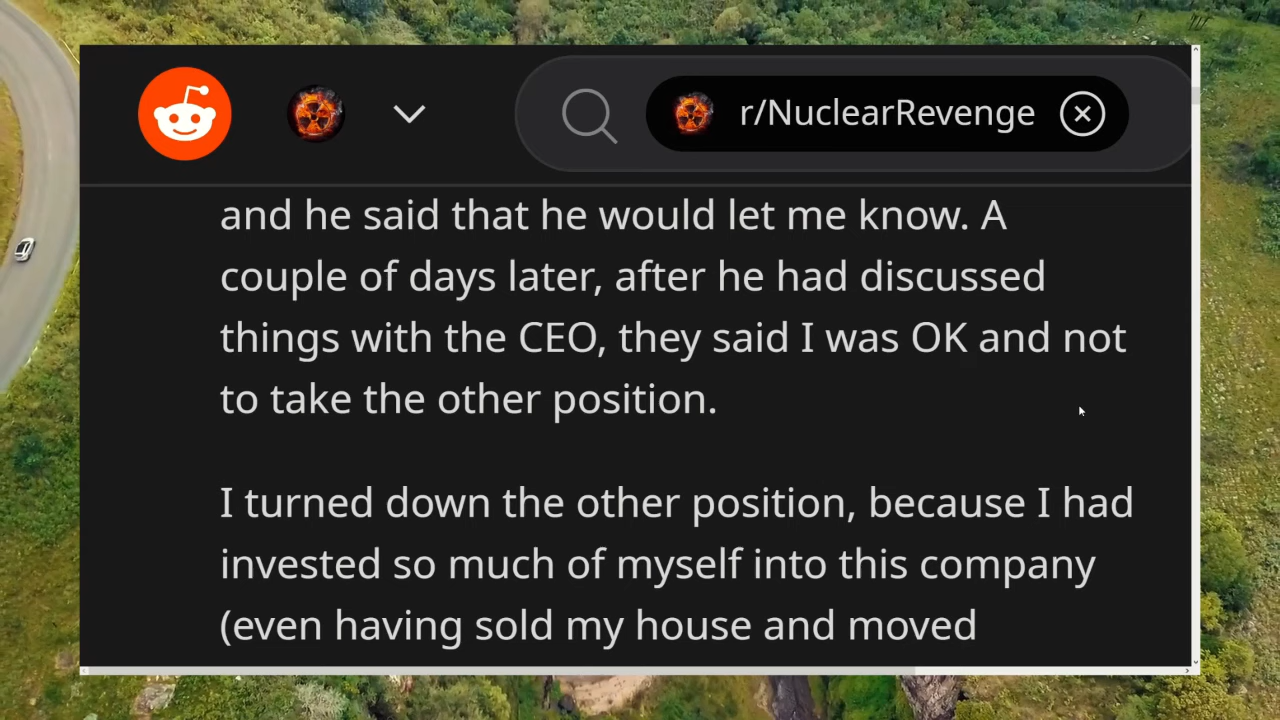 r/NuclearRevenge
and he said that he would let me know. A
couple of days later, after he had discussed
things with the CEO, they said I was OK and not
to take the other position.
I turned down the other position, because I had
invested so much of myself into this company
(even having sold my house and moved